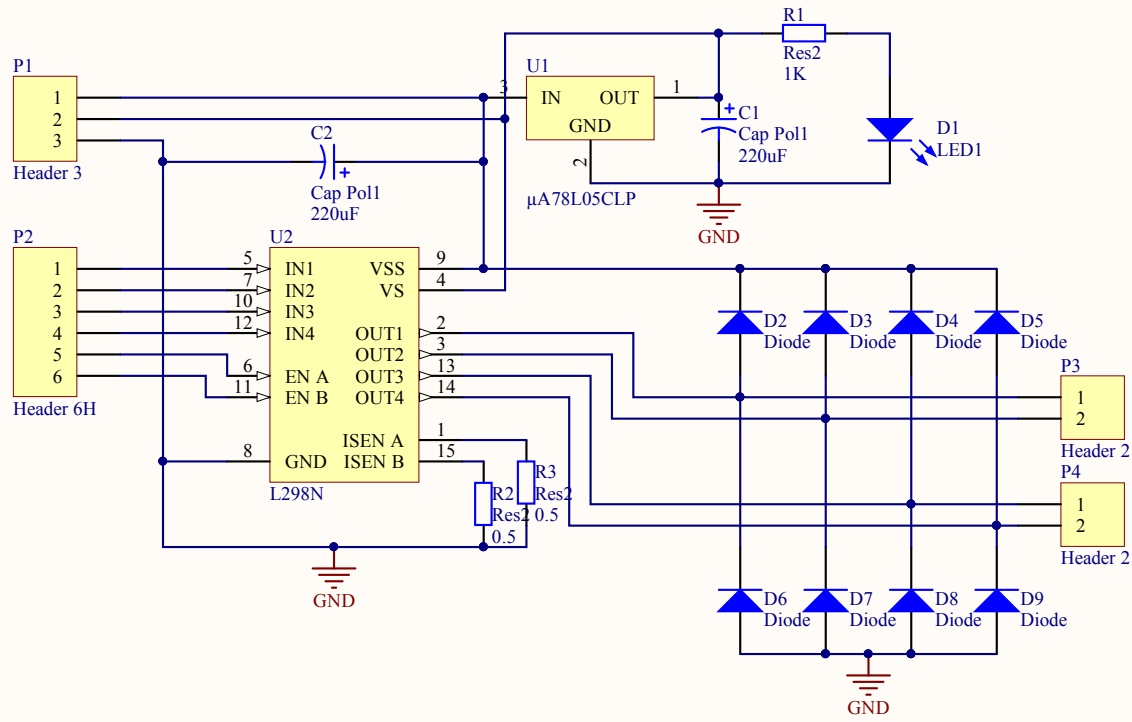 R1
Res2
1K
P1
1
2
3
Header 3
U1
3
IN
OUT
1
GND
2
µA78L05CLP
C1
Cap Pol1
220uF
D1
LED1
GND
C2
Cap Pol1
220uF
P2
1
2
3
4
5
6
Header 6H
U2
5 IN1
7 IN2
10 IN3
12 IN4
6 EN A
11 EN B
8 GND
VSS 9
VS 4
OUT1 2
OUT2 3
OUT3 13
OUT4 14
ISEN A 1
ISEN B 15
L298N
R2
Res2
0.5
R3
Res2
0.5
GND
D2
Diode
D3
Diode
D4
Diode
D5
Diode
P3
1
2
Header 2
P4
1
2
Header 2
D6
Diode
D7
Diode
D8
Diode
D9
Diode
GND